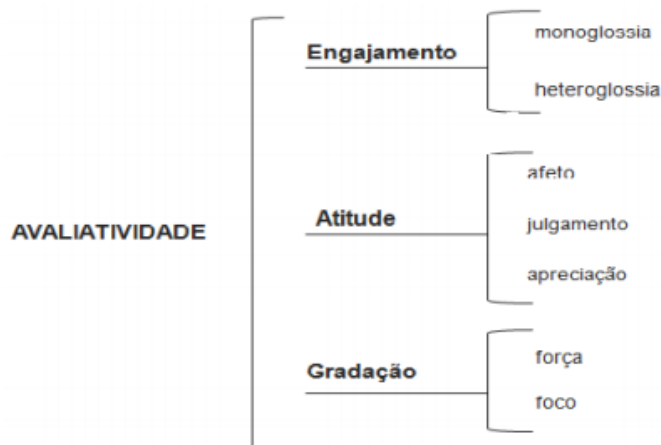 AVALIATIVIDADE
Engajamento
monoglossia
heteroglossia
Atitude
afeto
julgamento
apreciação
Gradação
força
foco